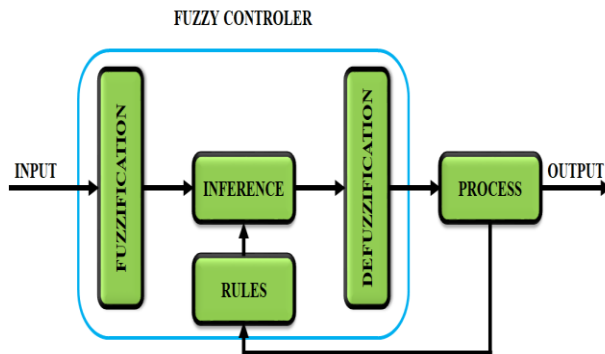 FUZZY CONTROLER
INPUT
FUZZIFICATION
INFERENCE
RULES
DEFUZZIFICATION
PROCESS
OUTPUT